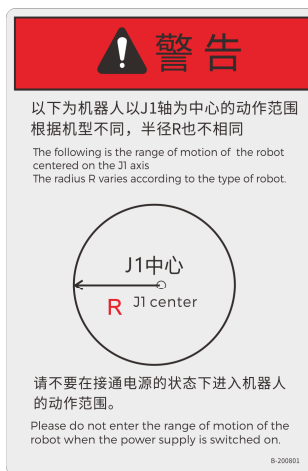 警告
以下为机器人以J1轴为中心的动作范围
根据机型不同，半径R也不相同
The following is the range of motion of the robot
centered on the J1 axis
The radius R varies according to the type of robot.
J1中心
R J1 center
请不要在接通电源的状态下进入机器人
的动作范围。
Please do not enter the range of motion of the
robot when the power supply is switched on.
B-200801